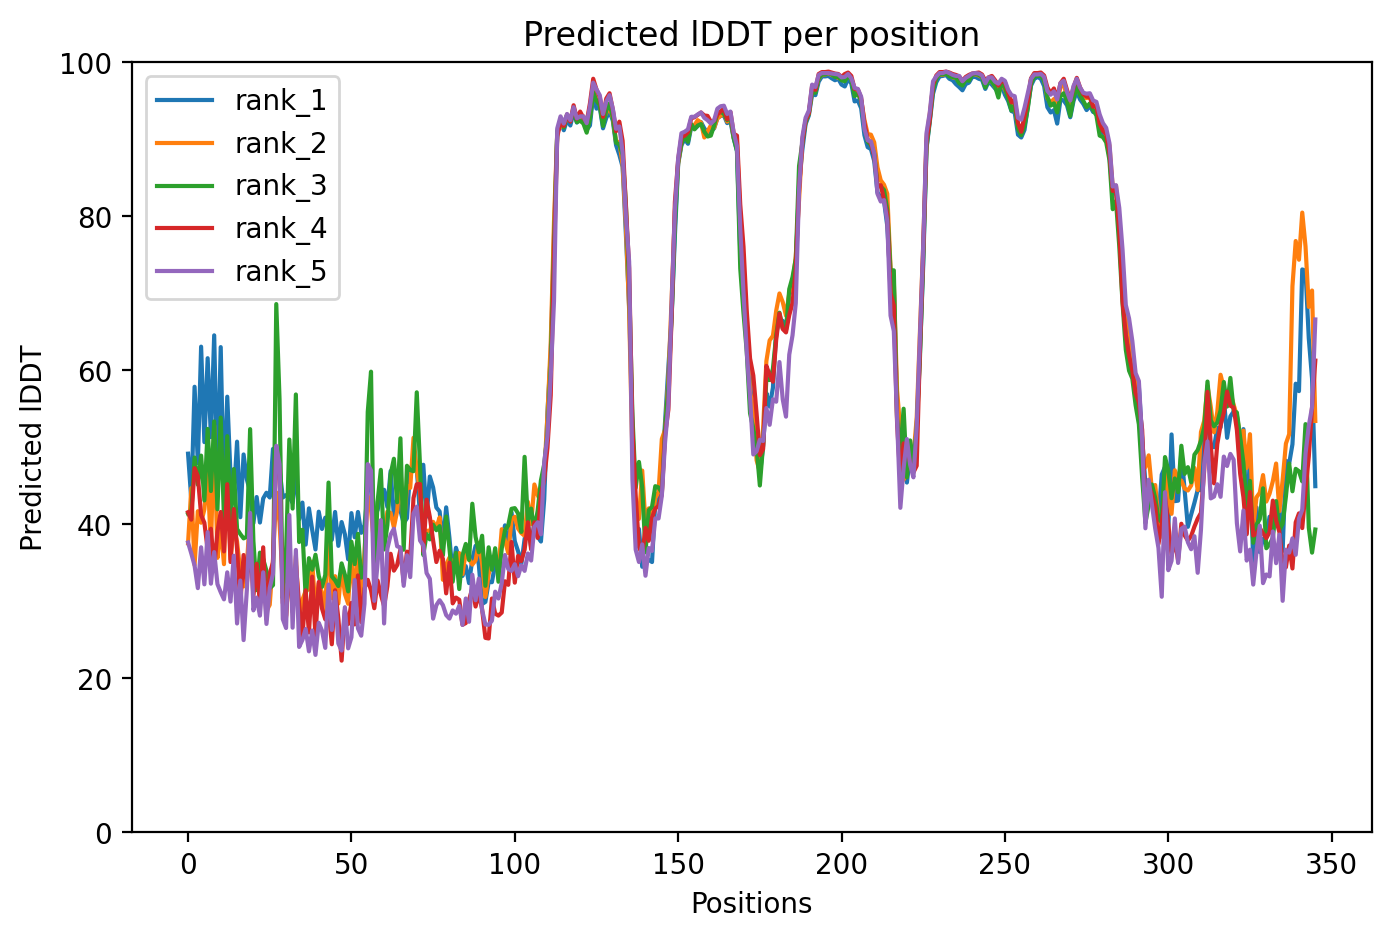 Predicted lDDT per position
100
80
60
40
20
0
Predicted lDDT
rank_1
rank_2
rank_3
rank_4
rank_5
0 50 100 150 200 250 300 350
Positions